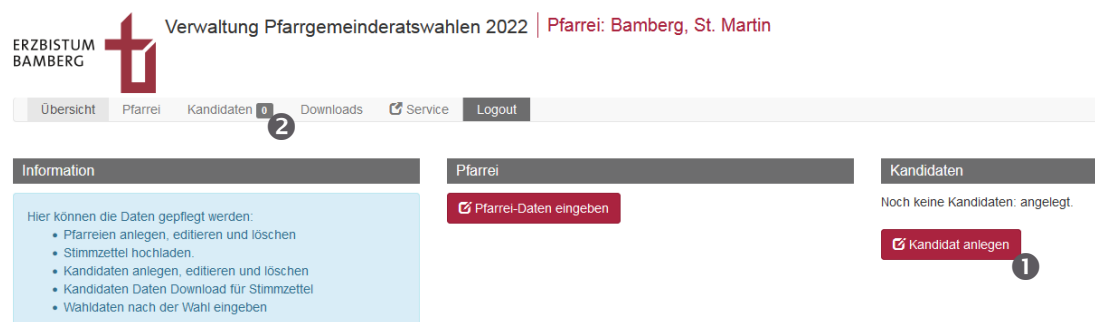 Verwaltung Pfarrgemeinderatswahlen 2022 | Pfarrei: Bamberg, St. Martin
ERZBISTUM
BAMBERG
Übersicht Pfarrei Kandidaten 0 Downloads Service Logout
2
Information
Hier können die Daten gepflegt werden:
• Pfarreien anlegen, editieren und löschen
• Stimmzettel hochladen.
• Kandidaten anlegen, editieren und löschen
• Kandidaten Daten Download für Stimmzettel
• Wahldaten nach der Wahl eingeben
Pfarrei
Pfarrei-Daten eingeben
Kandidaten
Noch keine Kandidaten: angelegt.
Kandidat anlegen
1